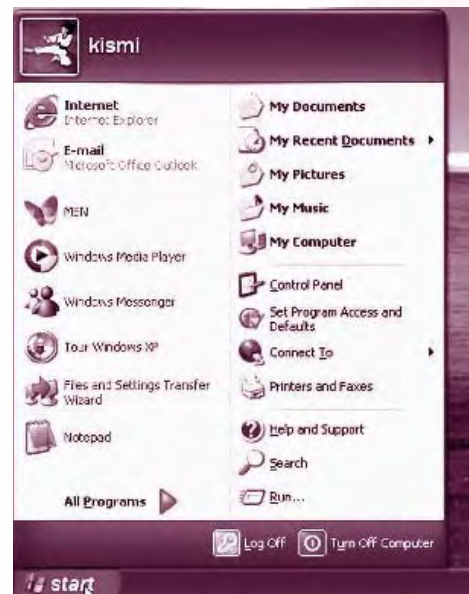 kismi
Internet
Internet Explorer
E-mail
Microsoft Office Outlook
MSN
Windows Media Player
Windows Messenger
Tour Windows XP
Files and Settings Transfer
Wizard
Notepad
All Programs
My Documents
My Recent Documents
My Pictures
My Music
My Computer
Control Panel
Set Program Access and
Defaults
Connect To
Printers and Faxes
Help and Support
Search
Run...
Log Off
Turn Off Computer
start